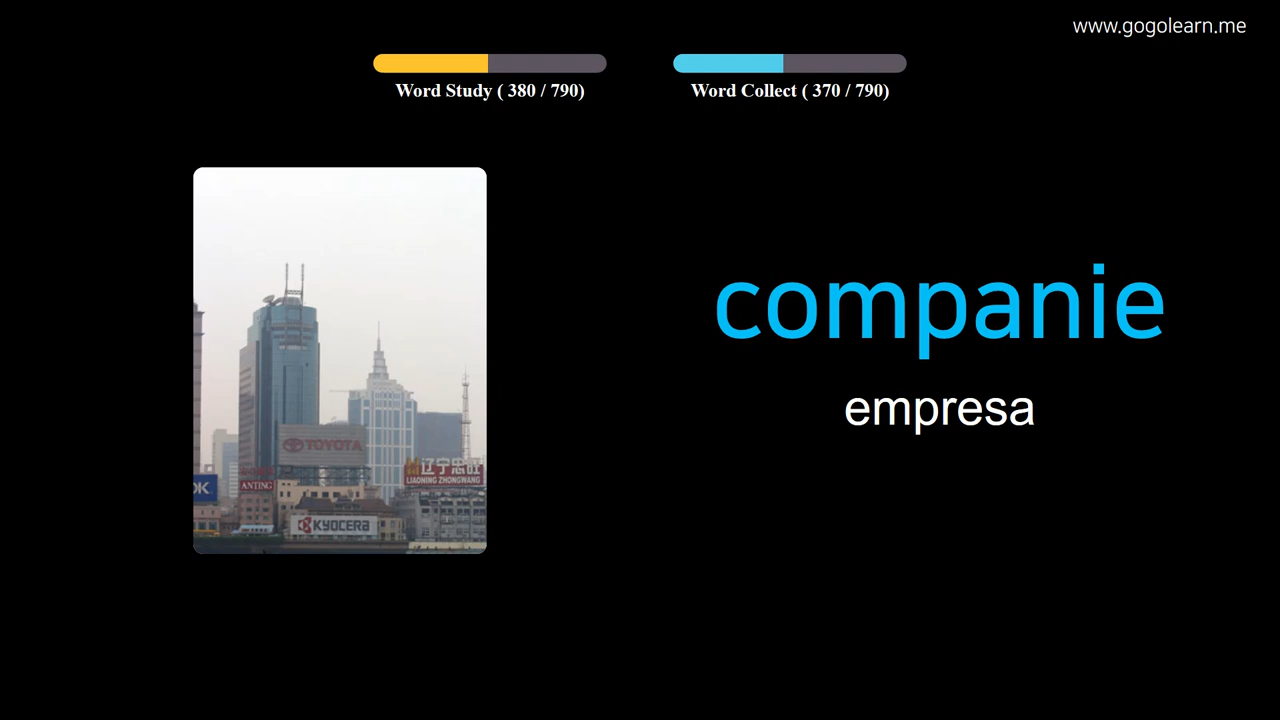 www.gogolearn.me
Word Study ( 380 / 790)
Word Collect ( 370 / 790)
companie
empresa
TOYOTA
辽宁忠旺
LIAONING ZHONGWANG
OK
ANTING
KYOCERA